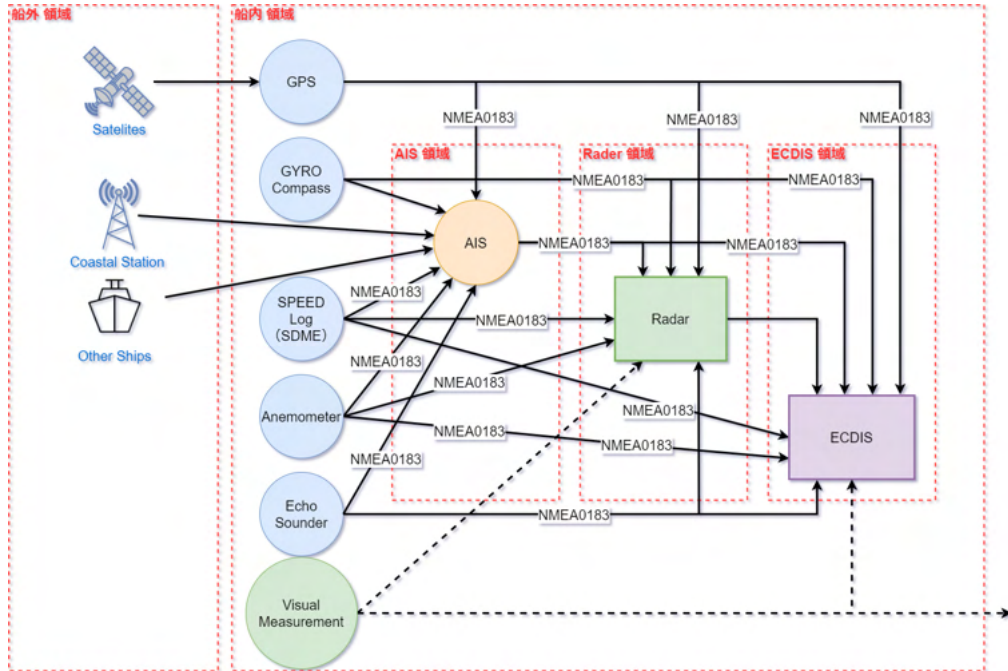 船外 領域
船内 領域
GPS
Satelites
NMEA0183
NMEA0183
NMEA0183
AIS 領域
Rader 領域
ECDIS 領域
GYRO
Compass
NMEA0183
NMEA0183
AIS
NMEA0183
NMEA0183
Coastal Station
SPEED
Log
(SDME)
NMEA0183
NMEA0183
Radar
Other Ships
NMEA0183
NMEA0183
NMEA0183
Anemometer
NMEA0183
ECDIS
NMEA0183
Echo
Sounder
NMEA0183
Visual
Measurement